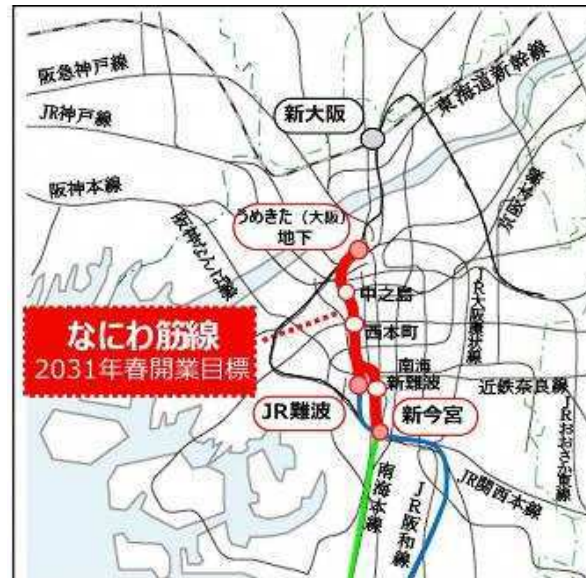 阪急神戸線
JR神戸線
阪神本線
阪神なんば線
新大阪
東海道新幹線
うめきた（大阪）
地下
京阪本線
中之島
西本町
JR大阪環状線
なにわ筋線
2031年春開業目標
南海
新難波
近鉄奈良線
JR難波
新今宮
JRおおさか東線
南海本線
JR阪和線
JR関西本線